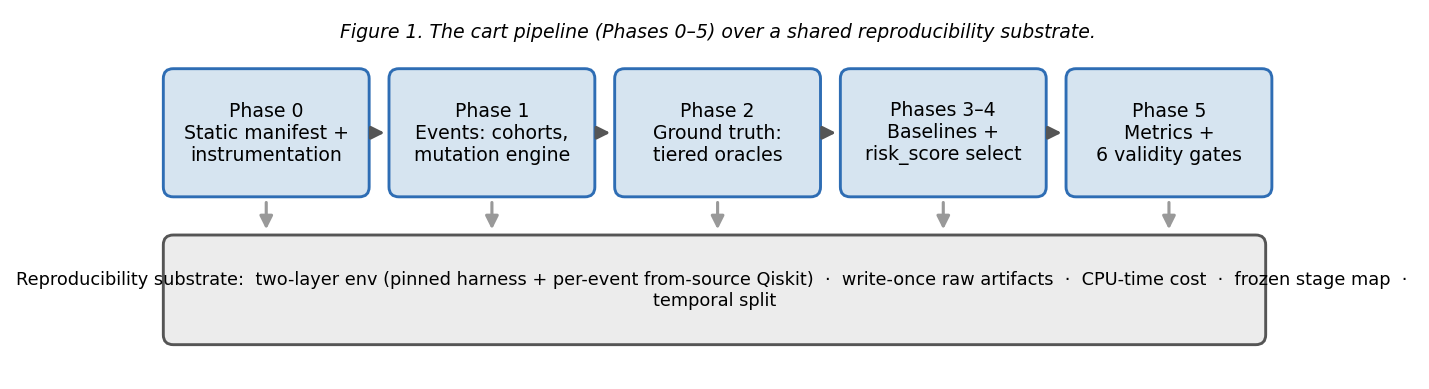 Figure 1. The cart pipeline (Phases 0–5) over a shared reproducibility substrate.
Phase 0
Static manifest +
instrumentation
Phase 1
Events: cohorts,
mutation engine
Phase 2
Ground truth:
tiered oracles
Phases 3–4
Baselines +
risk_score select
Phase 5
Metrics +
6 validity gates
Reproducibility substrate:  two-layer env (pinned harness + per-event from-source Qiskit)  ·  write-once raw artifacts  ·  CPU-time cost  ·  frozen stage map  ·
temporal split